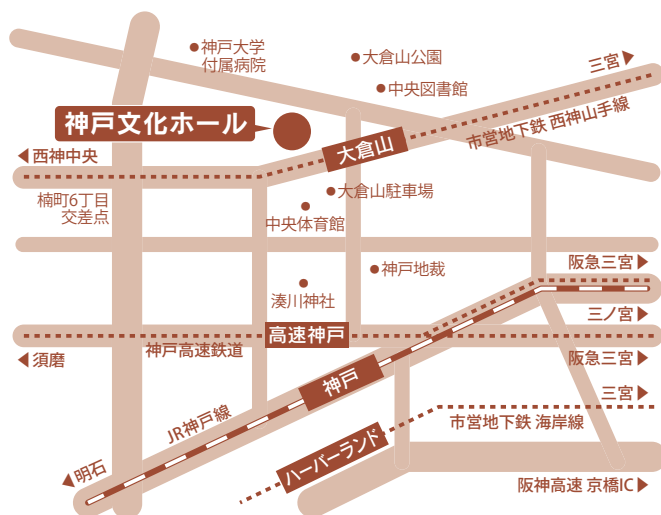 神戸大学
付属病院
大倉山公園
三宮
中央図書館
神戸文化ホール
市営地下鉄 西神山手線
大倉山
西神中央
楠町6丁目
交差点
大倉山駐車場
中央体育館
阪急三宮
神戸地裁
湊川神社
三ノ宮
高速神戸
神戸高速鉄道
須磨
阪急三宮
神戸
三宮
JR神戸線
市営地下鉄 海岸線
ハーバーランド
明石
阪神高速 京橋IC